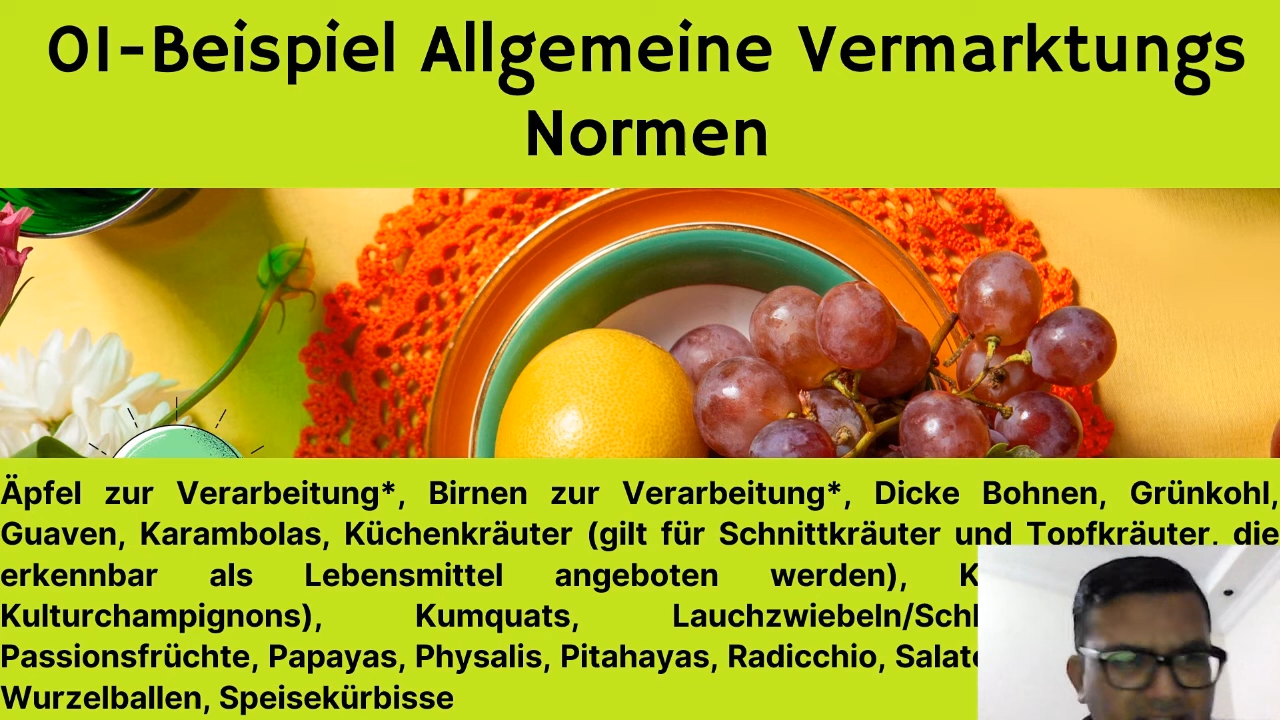 01-Beispiel Allgemeine Vermarktungs
Normen
Äpfel zur Verarbeitung*, Birnen zur Verarbeitung*, Dicke Bohnen, Grünkohl,
Guaven, Karambolas, Küchenkräuter (gilt für Schnittkräuter und Topfkräuter, die
erkennbar als Lebensmittel angeboten werden),
Kulturchampignons), Kumquats,
Passionsfrüchte, Papayas, Physalis, Pitahayas, Radicchio,
Wurzelballen, Speisekürbisse